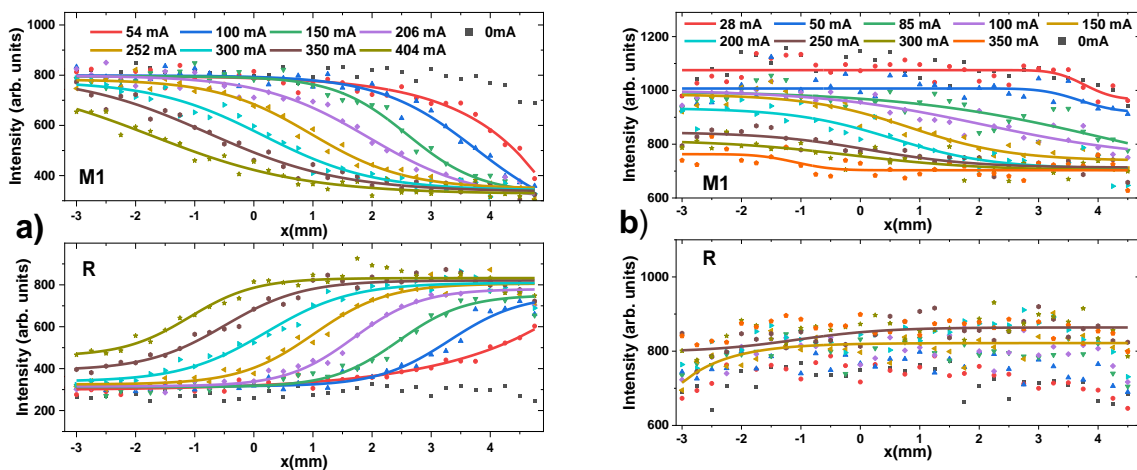 54 mA 100 mA 150 mA 206 mA 0mA
252 mA 300 mA 350 mA 404 mA
Intensity (arb. units)
1000
800
600
400
M1
-3 -2 -1 0 1 2 3 4
x(mm)
a)
R
Intensity (arb. units)
1000
800
600
400
200
-3 -2 -1 0 1 2 3 4
x(mm)
28 mA 50 mA 85 mA 100 mA 150 mA
200 mA 250 mA 300 mA 350 mA 0mA
Intensity (arb. units)
1200
1000
800
600
M1
-3 -2 -1 0 1 2 3 4
x(mm)
b)
R
Intensity (arb. units)
1000
800
600
-3 -2 -1 0 1 2 3 4
x(mm)